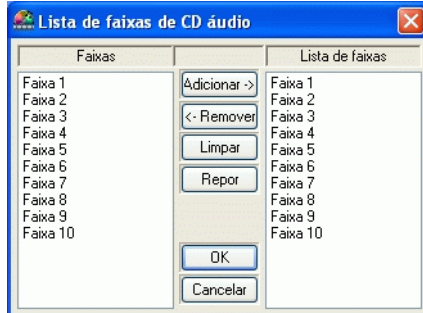 Lista de faixas de CD áudio
Faixas
Lista de faixas
Faixa 1
Faixa 2
Faixa 3
Faixa 4
Faixa 5
Faixa 6
Faixa 7
Faixa 8
Faixa 9
Faixa 10
Adicionar ->
<- Remover
Limpar
Repor
OK
Cancelar
Faixa 1
Faixa 2
Faixa 3
Faixa 4
Faixa 5
Faixa 6
Faixa 7
Faixa 8
Faixa 9
Faixa 10